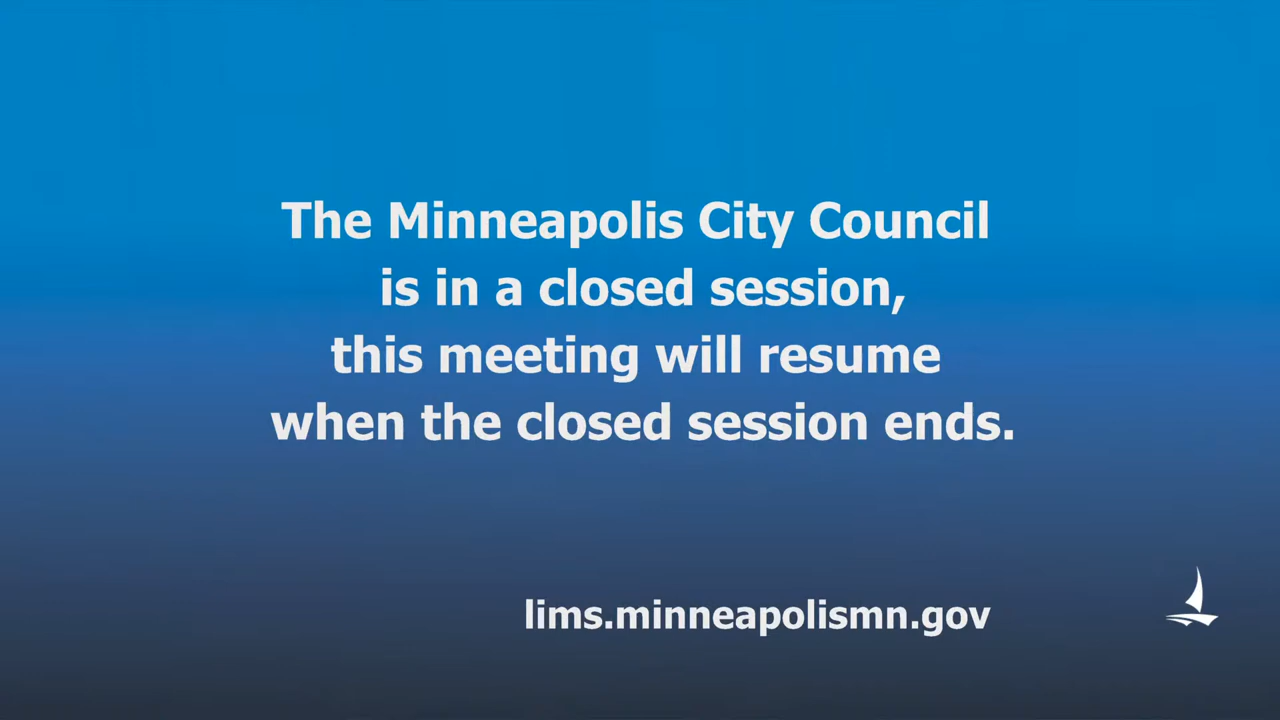 The Minneapolis City Council
is in a closed session,
this meeting will resume
when the closed session ends.
lims.minneapolismn.gov